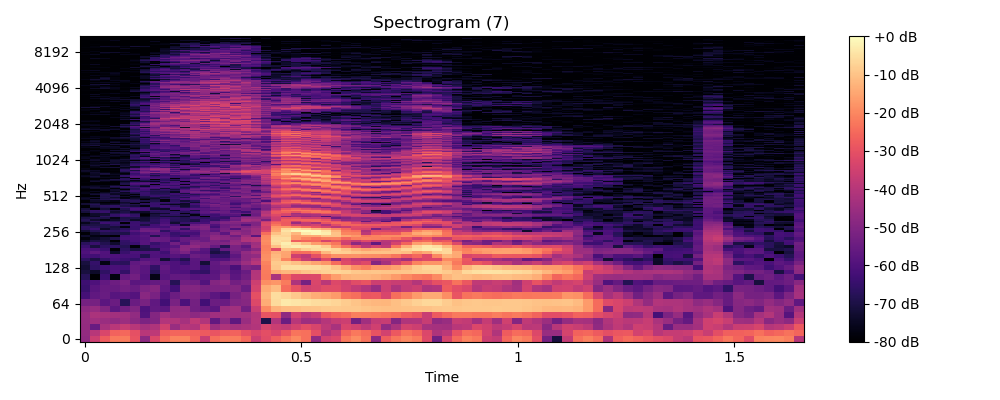 Spectrogram (7)
8192
4096
2048
1024
512
256
128
64
0
Hz
0
0.5
1
1.5
Time
+0 dB
-10 dB
-20 dB
-30 dB
-40 dB
-50 dB
-60 dB
-70 dB
-80 dB